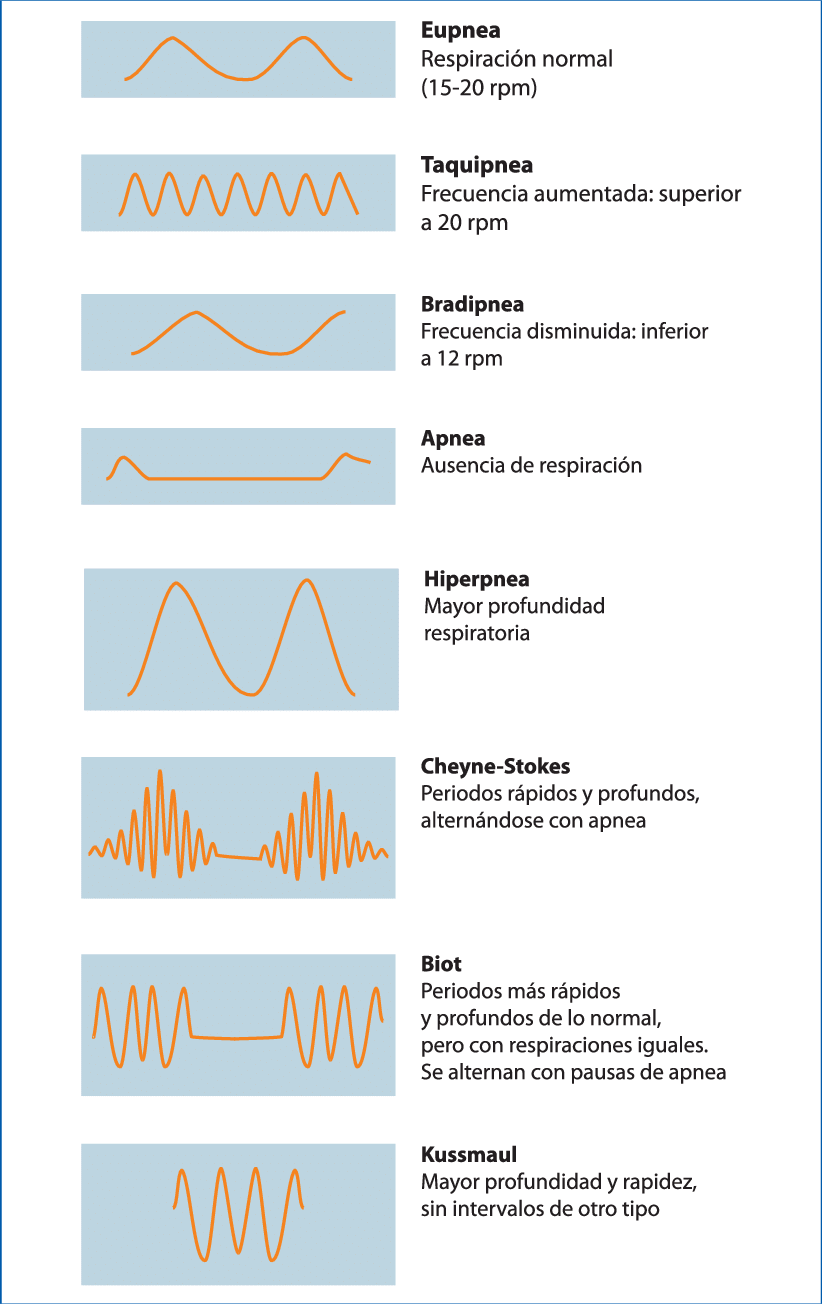 Eupnea
Respiración normal
(15-20 rpm)
Taquipnea
Frecuencia aumentada: superior
a 20 rpm
Bradipnea
Frecuencia disminuida: inferior
a 12 rpm
Apnea
Ausencia de respiración
Hiperpnea
Mayor profundidad
respiratoria
Cheyne-Stokes
Periodos rápidos y profundos,
alternándose con apnea
Biot
Periodos más rápidos
y profundos de lo normal,
pero con respiraciones iguales.
Se alternan con pausas de apnea
Kussmaul
Mayor profundidad y rapidez,
sin intervalos de otro tipo